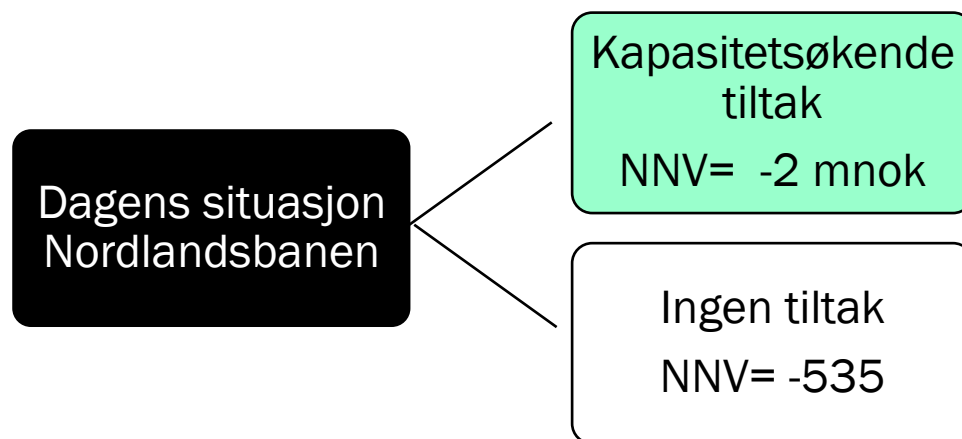 Kapasitetsøkende
tiltak
NNV= -2 mnok
Dagens situasjon
Nordlandsbanen
Ingen tiltak
NNV= -535